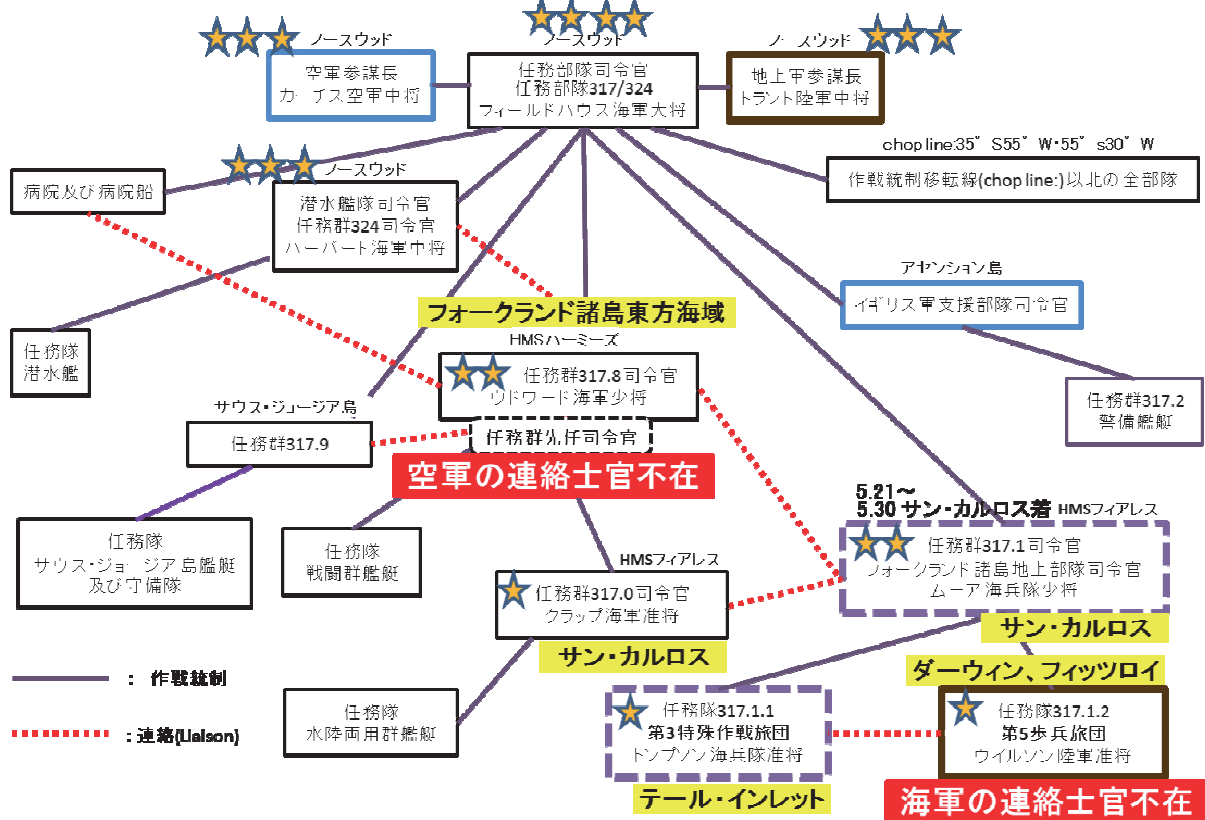 ノースウッド
ノースウッド
ノースウッド
空軍参謀長
カーチス空軍中将
任務部隊司令官
任務部隊317/324
フィールドハウス海軍大将
地上軍参謀長
トラント陸軍中将
chop line:35°S55°W・55°s30°W
作戦統制移転線(chop line:)以北の全部隊
病院及び病院船
ノースウッド
潜水艦隊司令官
任務群324司令官
ハーバート海軍中将
アセンション島
イギリス軍支援部隊司令官
フォークランド諸島東方海域
HMSハーミーズ
任務群317.8司令官
ウドワード海軍少将
任務群先任司令官
空軍の連絡士官不在
任務隊
潜水艦
サウス・ジョージア島
任務群317.9
任務群317.2
警備艦艇
任務隊
サウス・ジョージア島艦艇
及び守備隊
任務隊
戦闘群艦艇
5.21～
5.30 サン・カルロス着 HMSフィアレス
任務群317.1司令官
フォークランド諸島地上部隊司令官
ムーア海兵隊少将
サン・カルロス
HMSフィアレス
任務群317.0司令官
クラップ海軍准将
サン・カルロス
ダーウィン、フィッツロイ
任務隊
水陸両用群艦艇
任務隊317.1.1
第3特殊作戦旅団
トンプソン海兵隊准将
テール・インレット
任務隊317.1.2
第5歩兵旅団
ウイルソン陸軍准将
海軍の連絡士官不在
： 作戦統制
：連絡(Liaison)